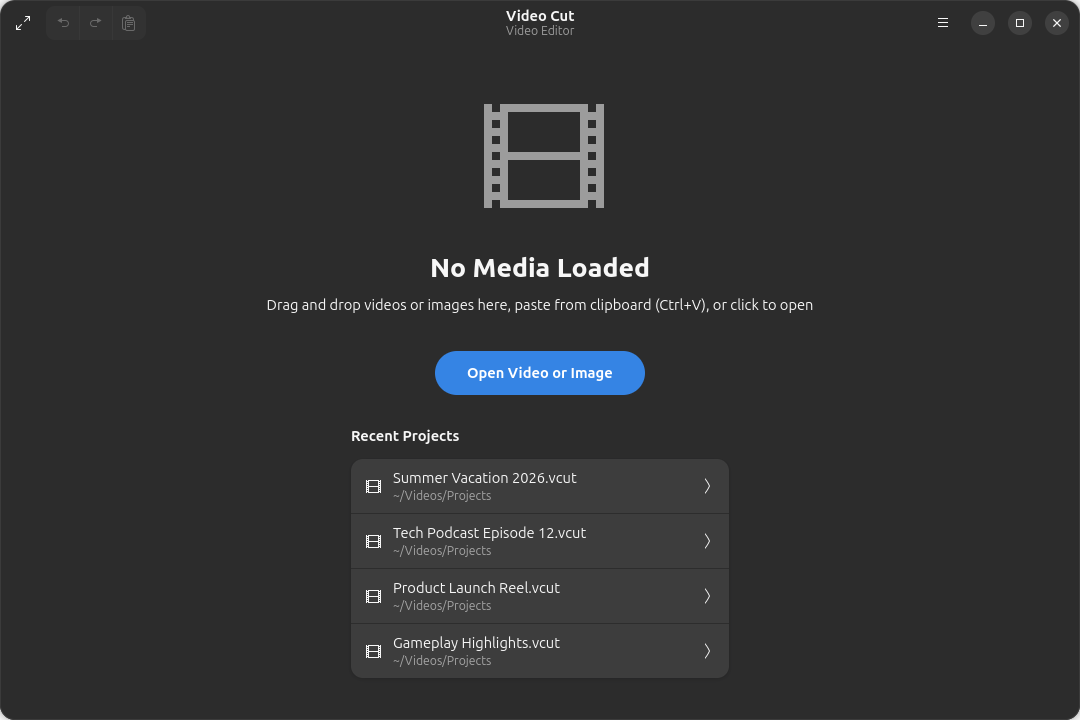 Video Cut
Video Editor
No Media Loaded
Drag and drop videos or images here, paste from clipboard (Ctrl+V), or click to open
Open Video or Image
Recent Projects
Summer Vacation 2026.vcut
~/Videos/Projects
Tech Podcast Episode 12.vcut
~/Videos/Projects
Product Launch Reel.vcut
~/Videos/Projects
Gameplay Highlights.vcut
~/Videos/Projects